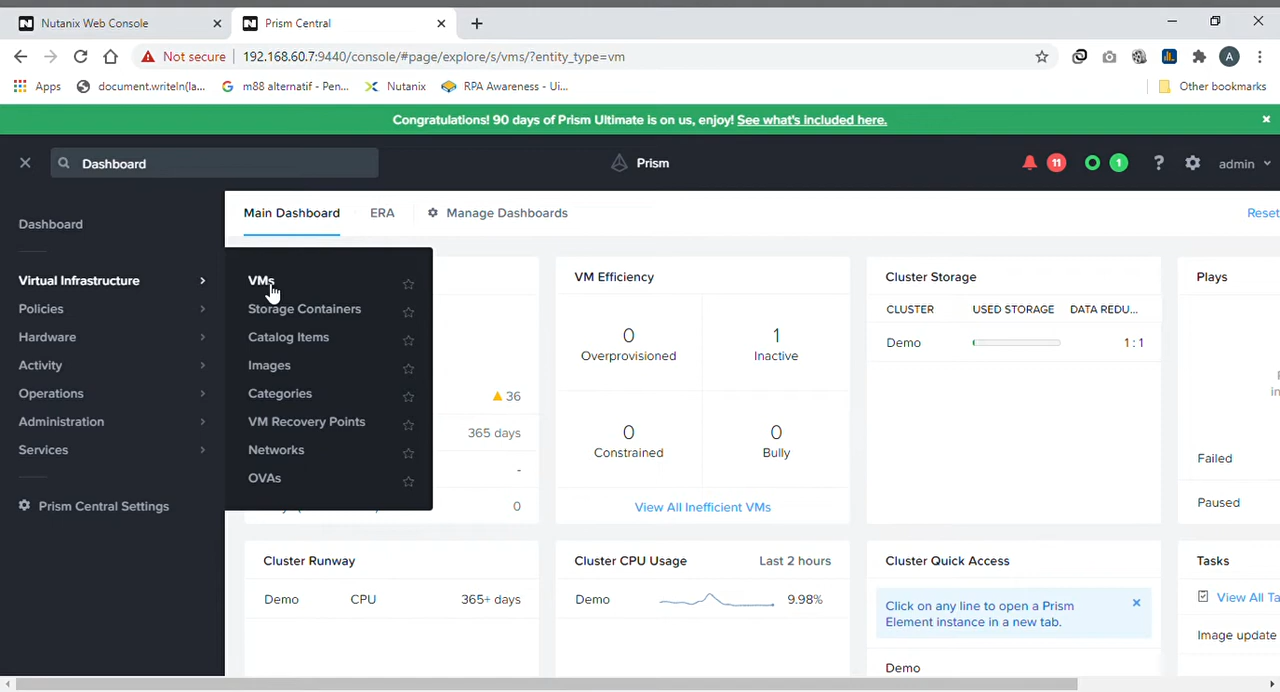 Nutanix Web Console
Prism Central
Not secure
192.168.60.7:9440/console/#page/explore/s/vms/?entity_type=vm
A
Apps
document.writeln(la...
m88 alternatif - Pen...
Nutanix
RPA Awareness - Ui...
Other bookmarks
Congratulations! 90 days of Prism Ultimate is on us, enjoy! See what's included here.
Dashboard
Prism
11
1
?
admin
Dashboard
Virtual Infrastructure
Policies
Hardware
Activity
Operations
Administration
Services
Prism Central Settings
VMs
Storage Containers
Catalog Items
Images
Categories
VM Recovery Points
Networks
OVAs
Main Dashboard
ERA
Manage Dashboards
Reset
36
365 days
-
0
VM Efficiency
0
Overprovisioned
1
Inactive
0
Constrained
0
Bully
View All Inefficient VMs
Cluster Storage
CLUSTER USED STORAGE DATA REDU...
Demo 1 : 1
Plays
Failed
Paused
Cluster Runway
Demo CPU 365+ days
Cluster CPU Usage Last 2 hours
Demo 9.98%
Cluster Quick Access
Click on any line to open a Prism
Element instance in a new tab.
Demo
Tasks
View All Ta
Image update